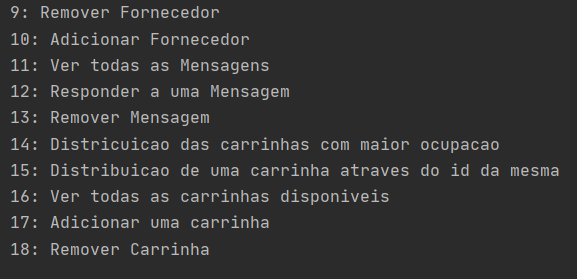 9: Remover Fornecedor
10: Adicionar Fornecedor
11: Ver todas as Mensagens
12: Responder a uma Mensagem
13: Remover Mensagem
14: Districuicao das carrinhas com maior ocupacao
15: Distribuicao de uma carrinha atraves do id da mesma
16: Ver todas as carrinhas disponiveis
17: Adicionar uma carrinha
18: Remover Carrinha